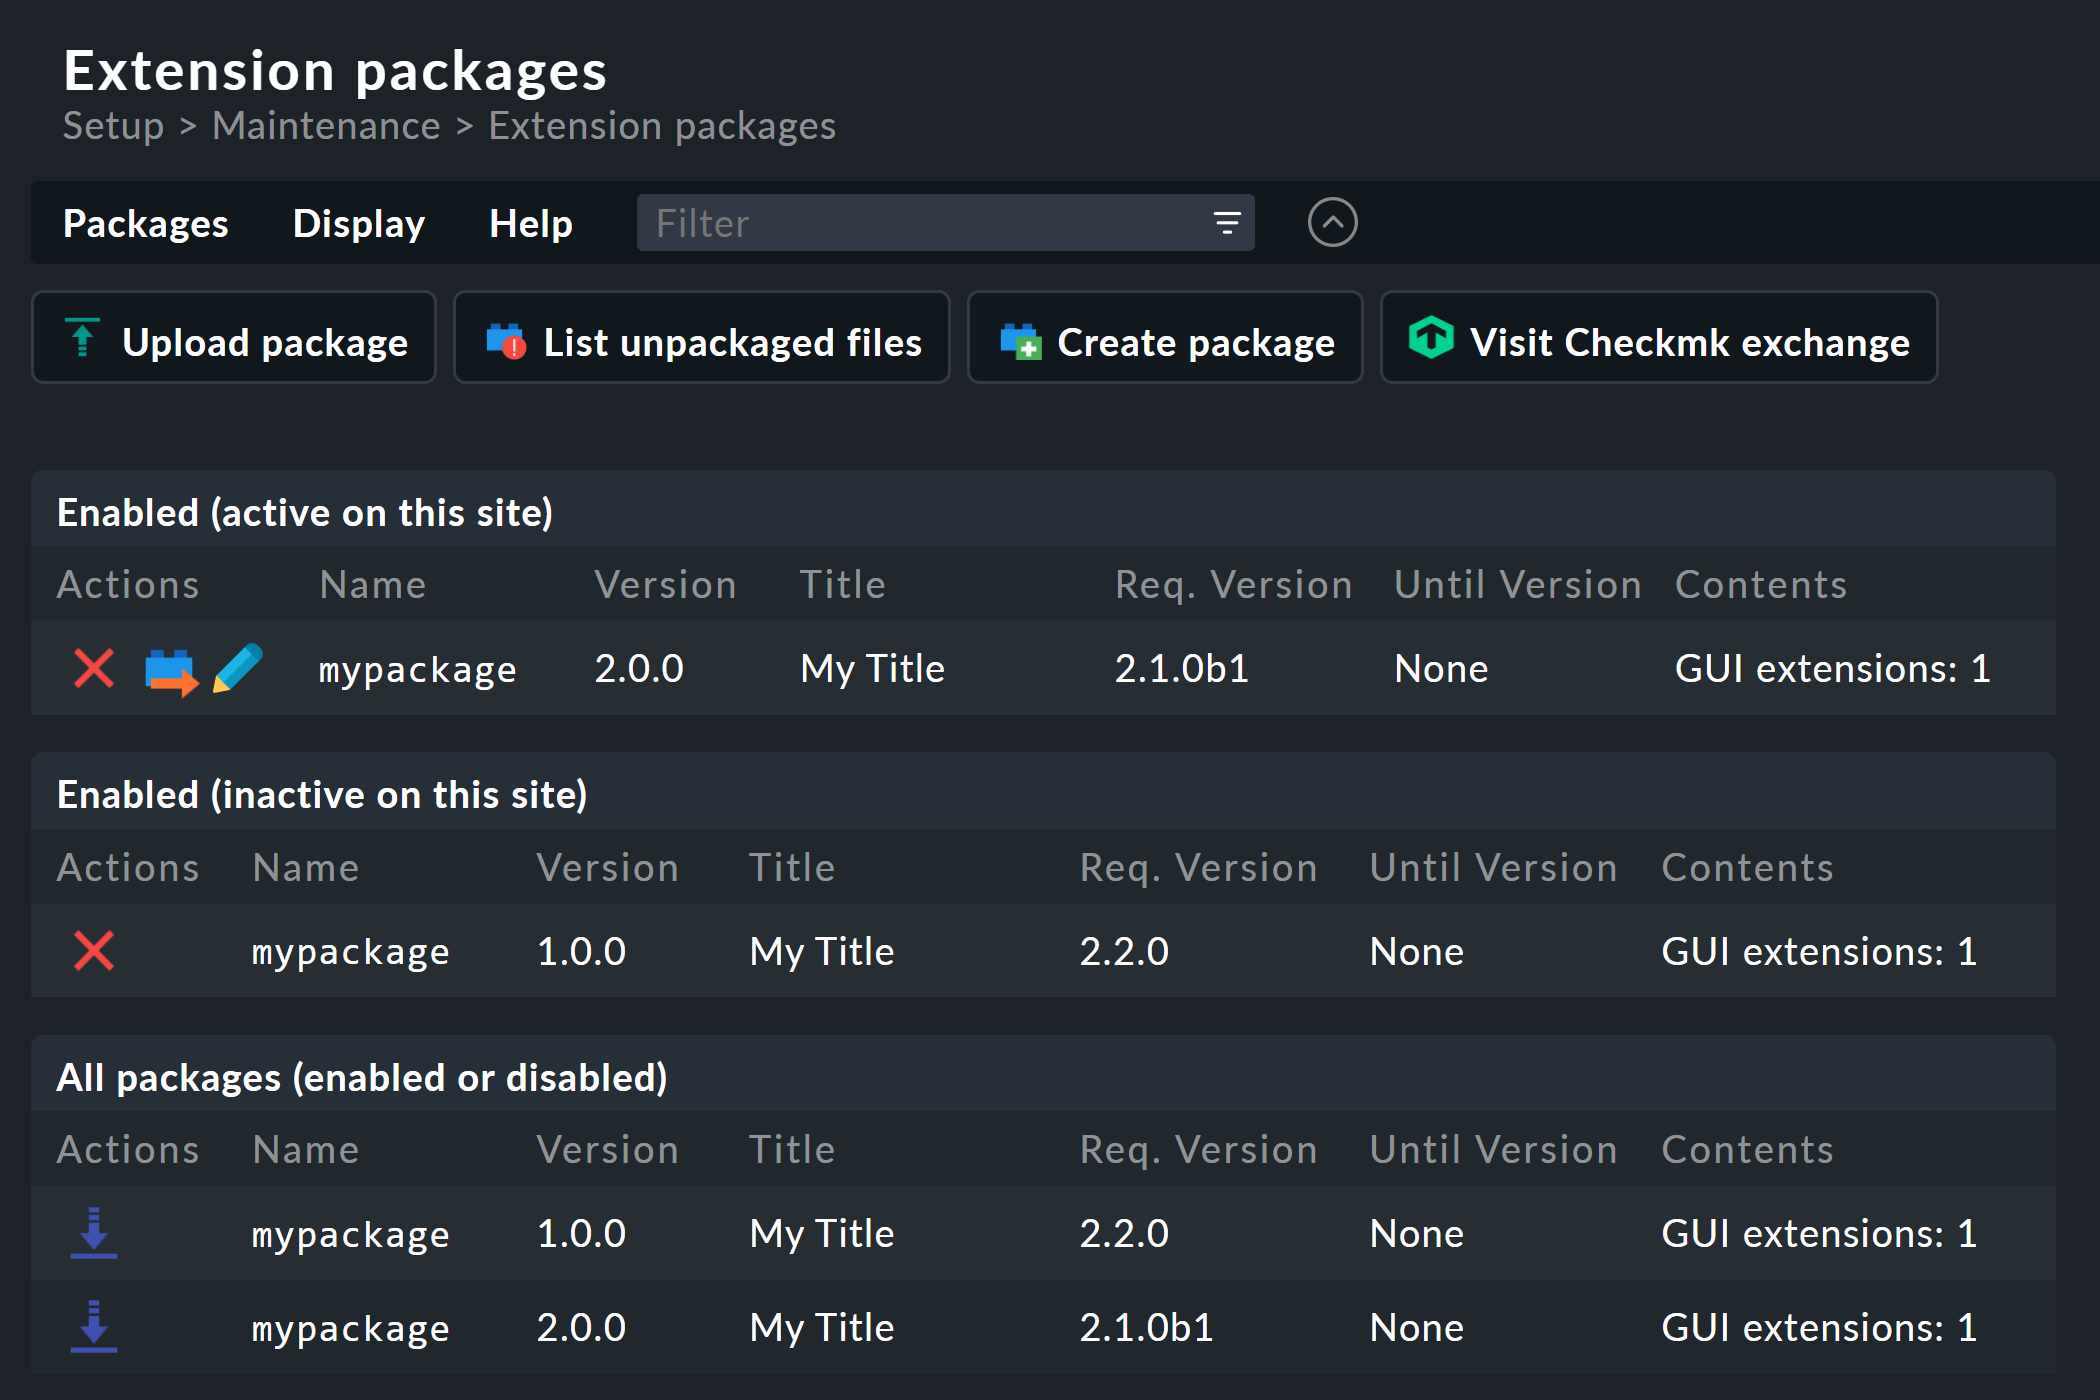 Extension packages
Setup > Maintenance > Extension packages
Packages Display Help Filter
Upload package List unpackaged files Create package Visit Checkmk exchange
Enabled (active on this site)
Actions Name Version Title Req. Version Until Version Contents
mypackage 2.0.0 My Title 2.1.0b1 None GUI extensions: 1
Enabled (inactive on this site)
Actions Name Version Title Req. Version Until Version Contents
mypackage 1.0.0 My Title 2.2.0 None GUI extensions: 1
All packages (enabled or disabled)
Actions Name Version Title Req. Version Until Version Contents
mypackage 1.0.0 My Title 2.2.0 None GUI extensions: 1
mypackage 2.0.0 My Title 2.1.0b1 None GUI extensions: 1